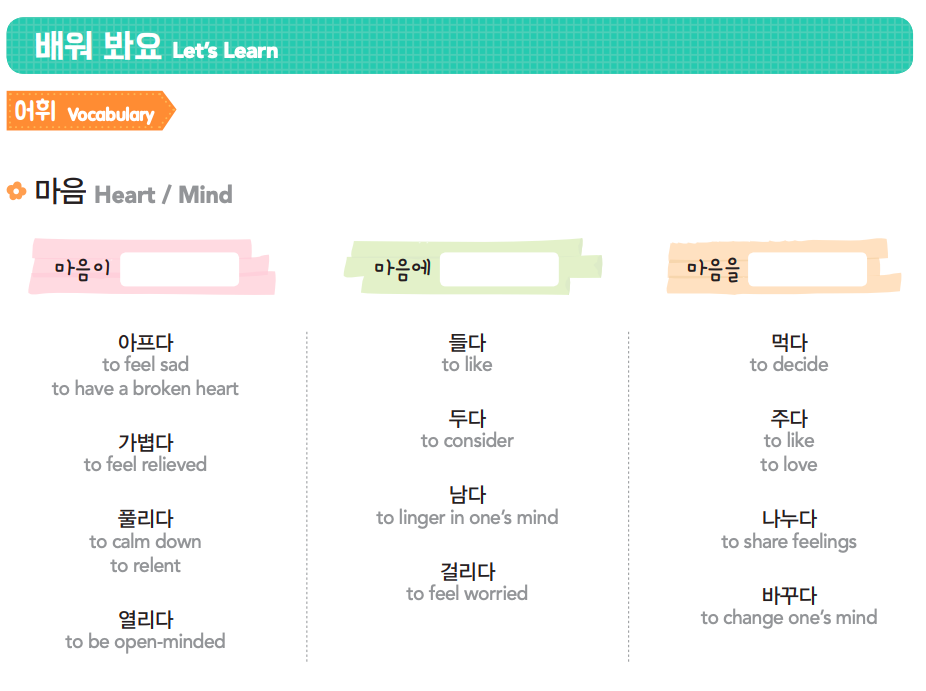 배워 봐요 Let's Learn
어휘 Vocabulary
마음 Heart / Mind
마음이
아프다
to feel sad
to have a broken heart
가볍다
to feel relieved
풀리다
to calm down
to relent
열리다
to be open-minded
마음에
들다
to like
두다
to consider
남다
to linger in one's mind
걸리다
to feel worried
마음을
먹다
to decide
주다
to like
to love
나누다
to share feelings
바꾸다
to change one's mind